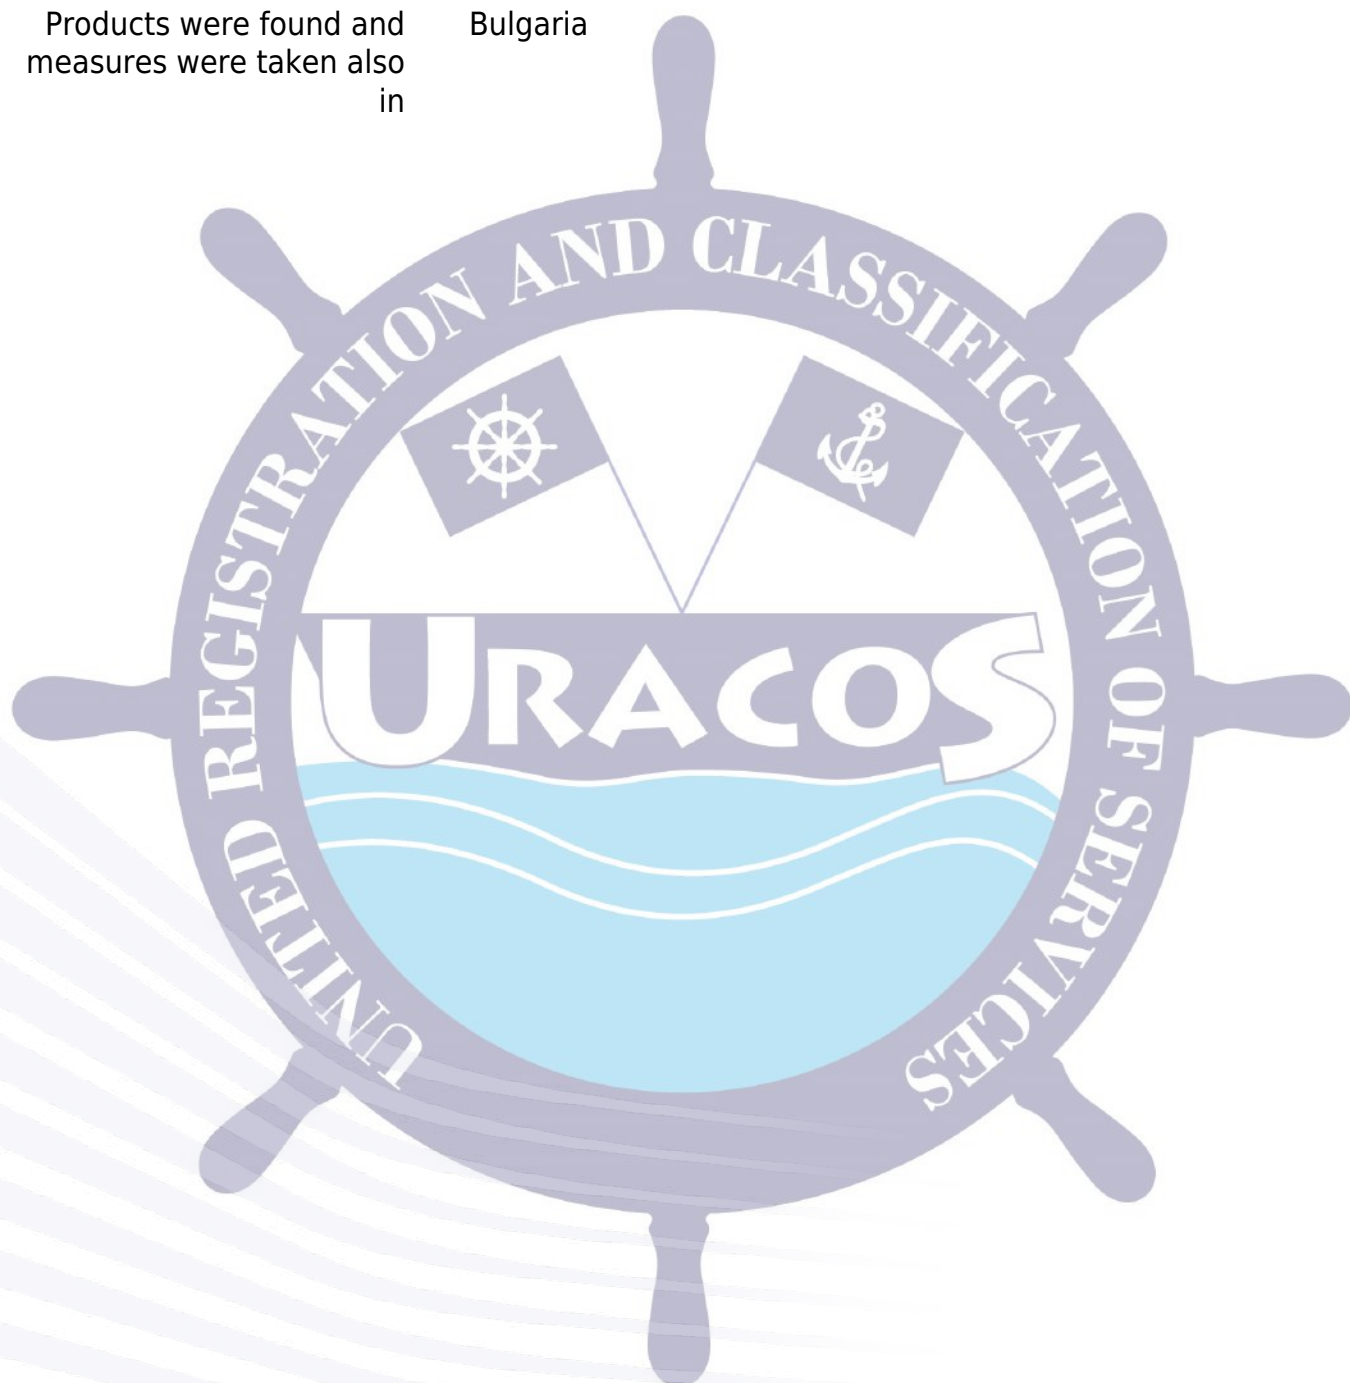 Products were found and
measures were taken also
in
Bulgaria
UNITED REGISTRATION AND CLASSIFICATION OF SERVICES
URACOS